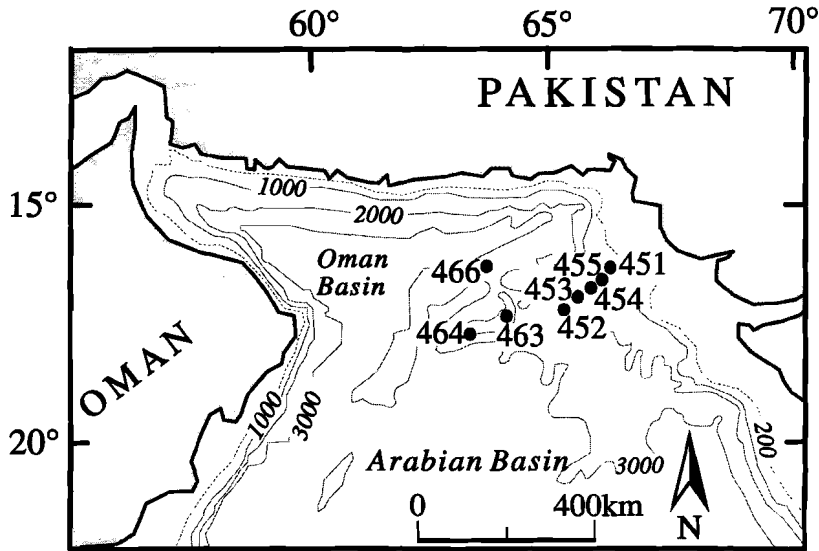 60° 65° 70°
PAKISTAN
15°
1000
2000
Oman
Basin
466
455 451
453 454
452
464 463
OMAN
1000
3000
200
20°
Arabian Basin 3000
0 400km
N